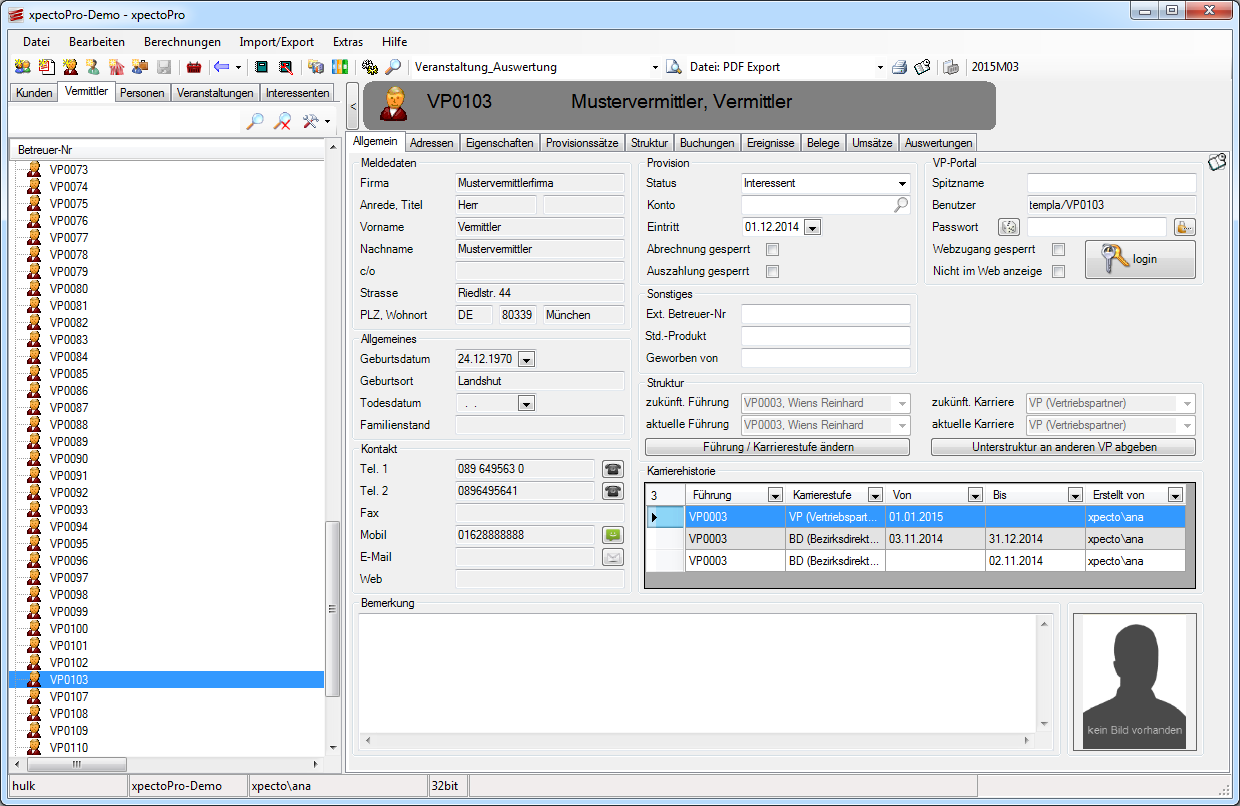 xpectoPro-Demo - xpectoPro
Datei Bearbeiten Berechnungen Import/Export Extras Hilfe
Veranstaltung_Auswertung Datei: PDF Export 2015M03
Kunden Vermittler Personen Veranstaltungen Interessenten
Betreuer-Nr
VP0073
VP0074
VP0075
VP0076
VP0077
VP0078
VP0079
VP0080
VP0081
VP0082
VP0083
VP0084
VP0085
VP0086
VP0087
VP0088
VP0089
VP0090
VP0091
VP0092
VP0093
VP0094
VP0095
VP0096
VP0097
VP0098
VP0099
VP0100
VP0101
VP0102
VP0103
VP0107
VP0108
VP0109
VP0110
<
VP0103 Mustervermittler, Vermittler
Allgemein Adressen Eigenschaften Provisionssätze Struktur Buchungen Ereignisse Belege Umsätze Auswertungen
Meldedaten
Firma Mustervermittlerfirma
Anrede, Titel Herr
Vorname Vermittler
Nachname Mustervermittler
c/o
Strasse Riedlstr. 44
PLZ, Wohnort DE 80339 München
Allgemeines
Geburtsdatum 24.12.1970
Geburtsort Landshut
Todesdatum . .
Familienstand
Kontakt
Tel. 1 089 649563 0
Tel. 2 0896495641
Fax
Mobil 01628888888
E-Mail
Web
Provision
Status Interessent
Konto
Eintritt 01.12.2014
Abrechnung gesperrt
Auszahlung gesperrt
Sonstiges
Ext. Betreuer-Nr
Std.-Produkt
Geworben von
VP-Portal
Spitzname
Benutzer templa/VP0103
Passwort
Webzugang gesperrt
Nicht im Web anzeige
login
Struktur
zukünft. Führung VP0003, Wiens Reinhard zukünft. Karriere VP (Vertriebspartner)
aktuelle Führung VP0003, Wiens Reinhard aktuelle Karriere VP (Vertriebspartner)
Führung / Karrierestufe ändern Unterstruktur an anderen VP abgeben
Karrierehistorie
3 Führung Karrierestufe Von Bis Erstellt von
VP0003 VP (Vertriebspart... 01.01.2015 xpecto\ana
VP0003 BD (Bezirksdirekt... 03.11.2014 31.12.2014 xpecto\ana
VP0003 BD (Bezirksdirekt... 02.11.2014 xpecto\ana
Bemerkung
kein Bild vorhanden
hulk xpectoPro-Demo xpecto\ana 32bit